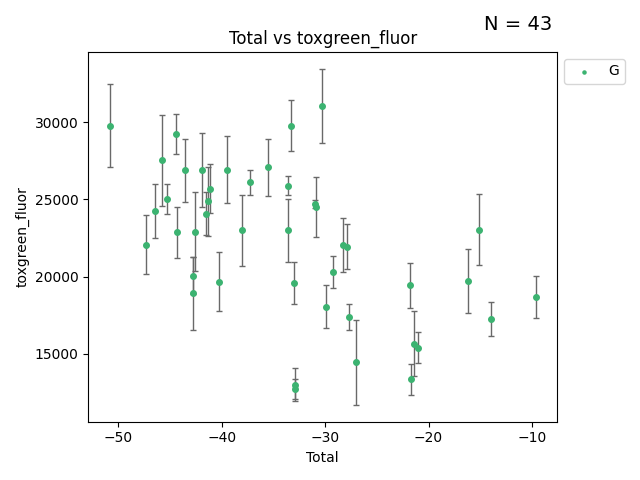 N = 43
Total vs toxgreen_fluor
G
toxgreen_fluor
30000
25000
20000
15000
−50
−40
−30
−20
−10
Total